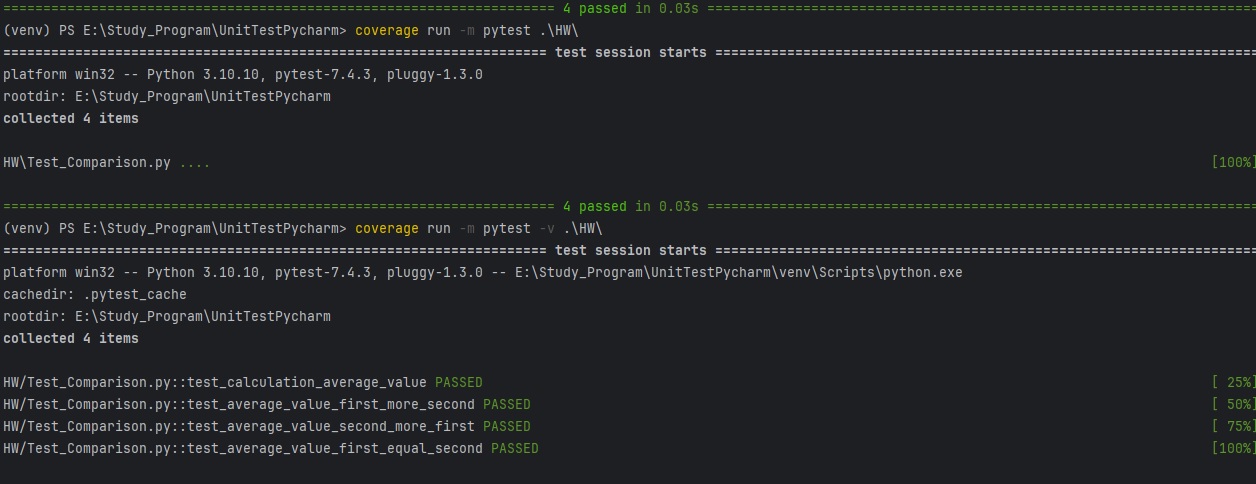 ============================================================================ 4 passed in 0.03s ============================================================================
(venv) PS E:\Study_Program\UnitTestPycharm> coverage run -m pytest .\HW\
=========================================================================== test session starts ===========================================================================
platform win32 -- Python 3.10.10, pytest-7.4.3, pluggy-1.3.0
rootdir: E:\Study_Program\UnitTestPycharm
collected 4 items
HW\Test_Comparison.py .... [100%]
============================================================================ 4 passed in 0.03s ============================================================================
(venv) PS E:\Study_Program\UnitTestPycharm> coverage run -m pytest -v .\HW\
=========================================================================== test session starts ===========================================================================
platform win32 -- Python 3.10.10, pytest-7.4.3, pluggy-1.3.0 -- E:\Study_Program\UnitTestPycharm\venv\Scripts\python.exe
cachedir: .pytest_cache
rootdir: E:\Study_Program\UnitTestPycharm
collected 4 items
HW/Test_Comparison.py::test_calculation_average_value PASSED [ 25%]
HW/Test_Comparison.py::test_average_value_first_more_second PASSED [ 50%]
HW/Test_Comparison.py::test_average_value_second_more_first PASSED [ 75%]
HW/Test_Comparison.py::test_average_value_first_equal_second PASSED [100%]